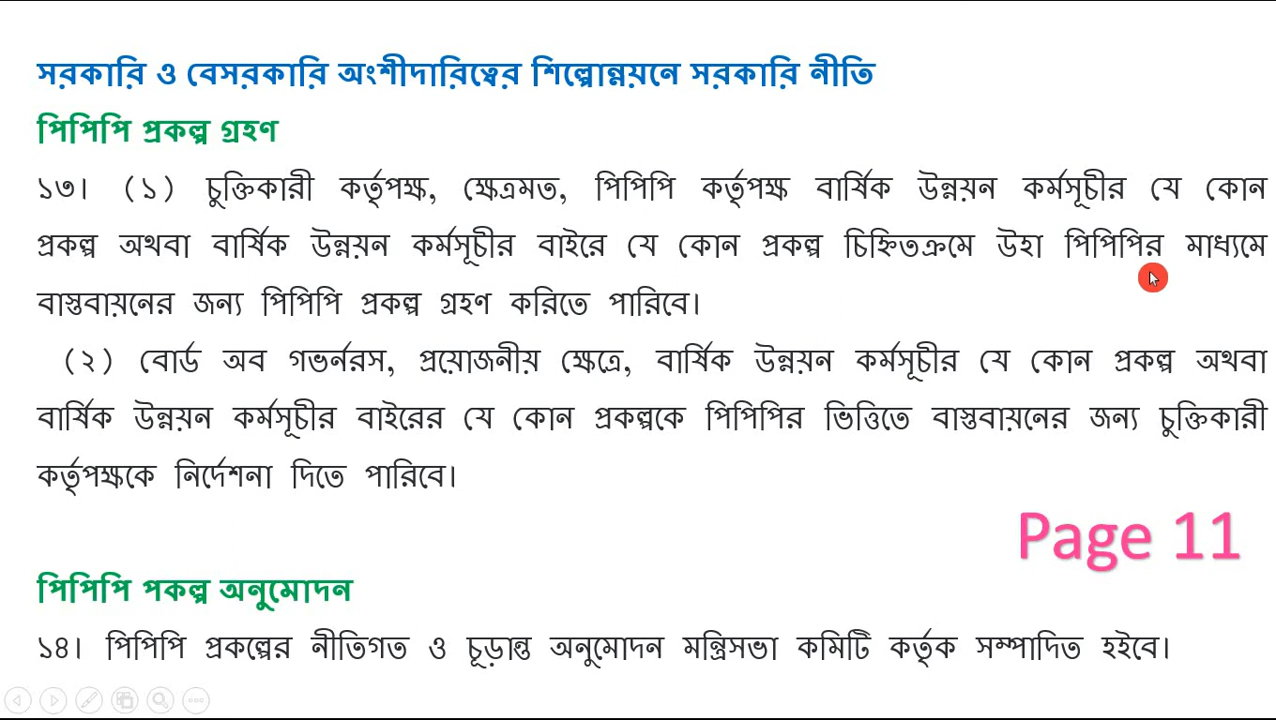 সরকারি ও বেসরকারি অংশীদারিত্বের শিল্পোন্নয়নে সরকারি নীতি
পিপিপি প্রকল্প গ্রহণ
১৩। (১) চুক্তিকারী কর্তৃপক্ষ, ক্ষেত্রমত, পিপিপি কর্তৃপক্ষ বার্ষিক উন্নয়ন কর্মসূচীর যে কোন
প্রকল্প অথবা বার্ষিক উন্নয়ন কর্মসূচীর বাইরে যে কোন প্রকল্প চিহ্নিতক্রমে উহা পিপিপির মাধ্যমে
বাস্তবায়নের জন্য পিপিপি প্রকল্প গ্রহণ করিতে পারিবে।
(২) বোর্ড অব গভর্নরস, প্রয়োজনীয় ক্ষেত্রে, বার্ষিক উন্নয়ন কর্মসূচীর যে কোন প্রকল্প অথবা
বার্ষিক উন্নয়ন কর্মসূচীর বাইরের যে কোন প্রকল্পকে পিপিপির ভিত্তিতে বাস্তবায়নের জন্য চুক্তিকারী
কর্তৃপক্ষকে নির্দেশনা দিতে পারিবে।
Page 11
পিপিপি পকল্প অনুমোদন
১৪। পিপিপি প্রকল্পের নীতিগত ও চূড়ান্ত অনুমোদন মন্ত্রিসভা কমিটি কর্তৃক সম্পাদিত হইবে।